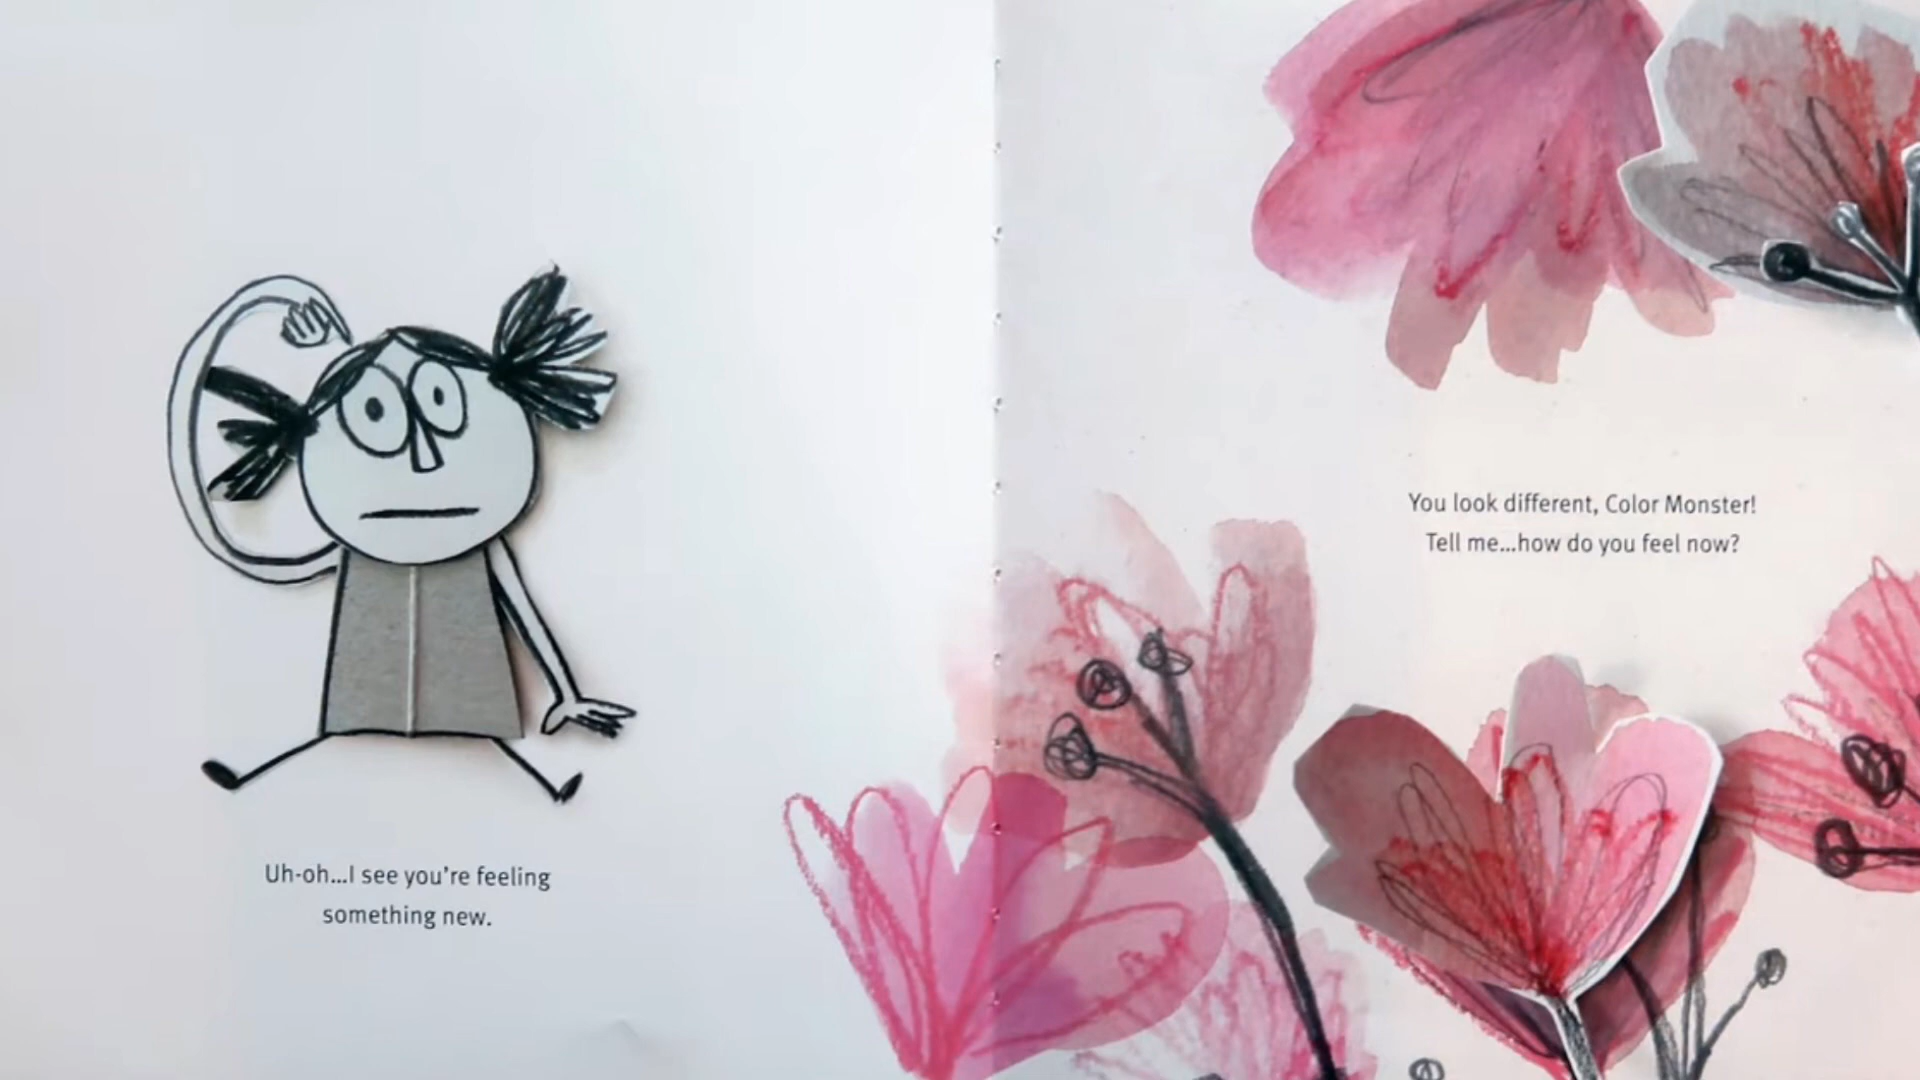 Uh-oh...I see you're feeling
something new.
You look different, Color Monster!
Tell me...how do you feel now?